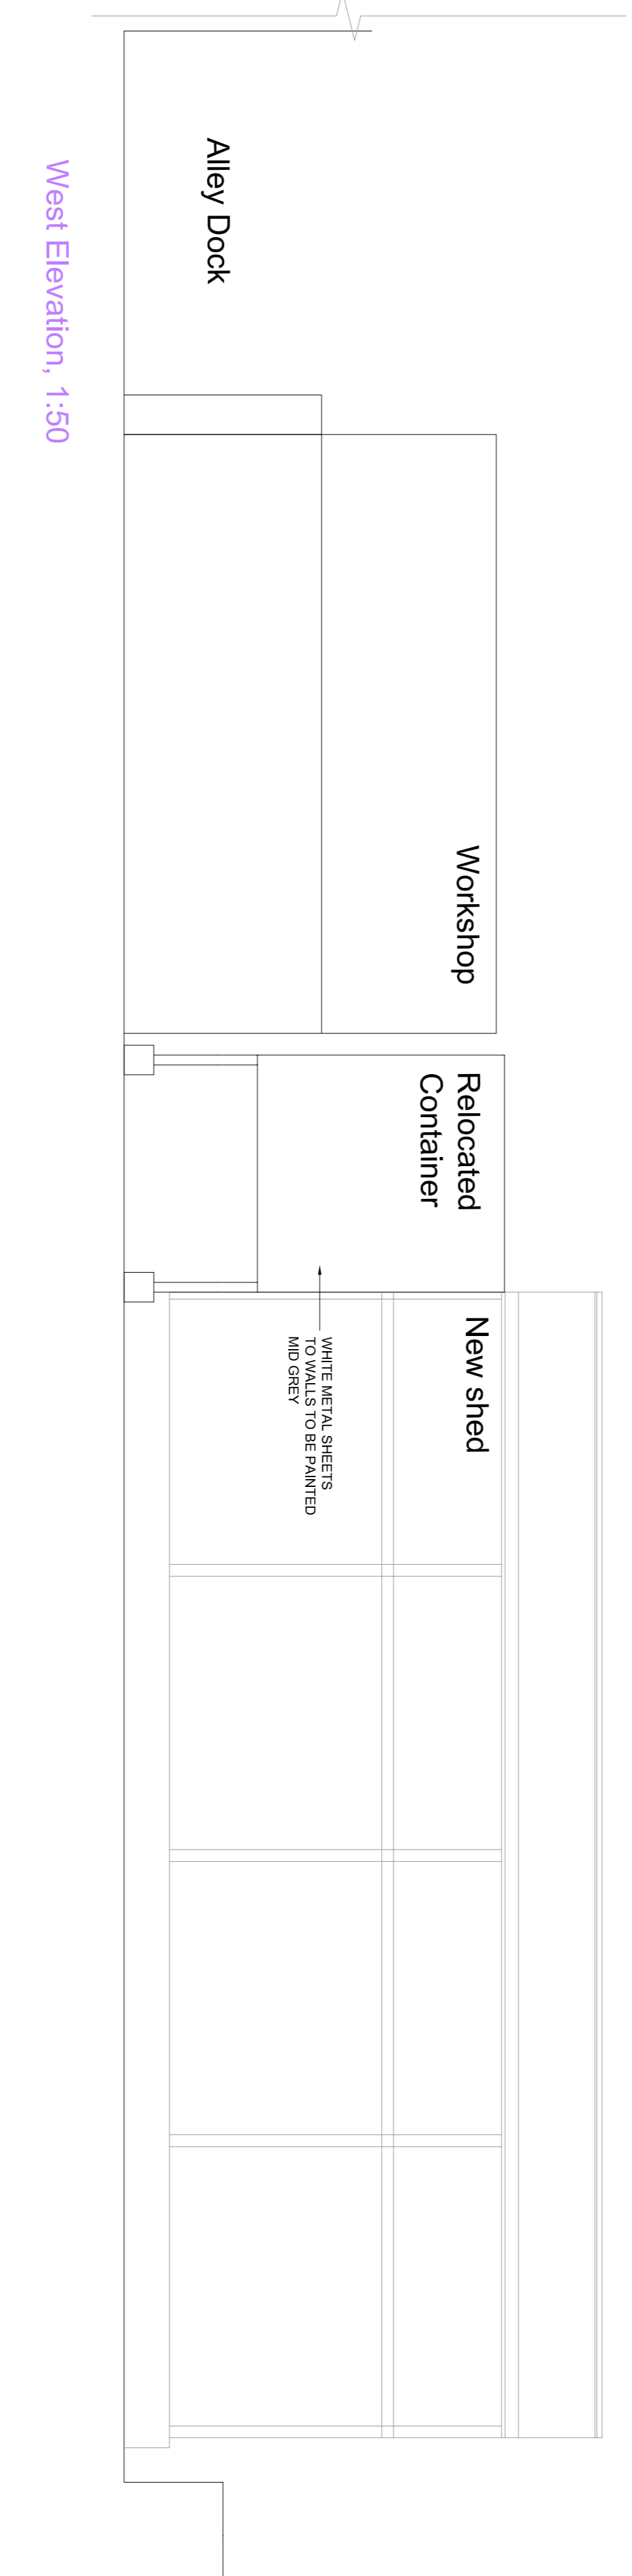 Alley Dock
Workshop
Relocated
Container
New shed
WHITE METAL SHEETS
TO WALLS TO BE PAINTED
MID GREY
West Elevation, 1:50